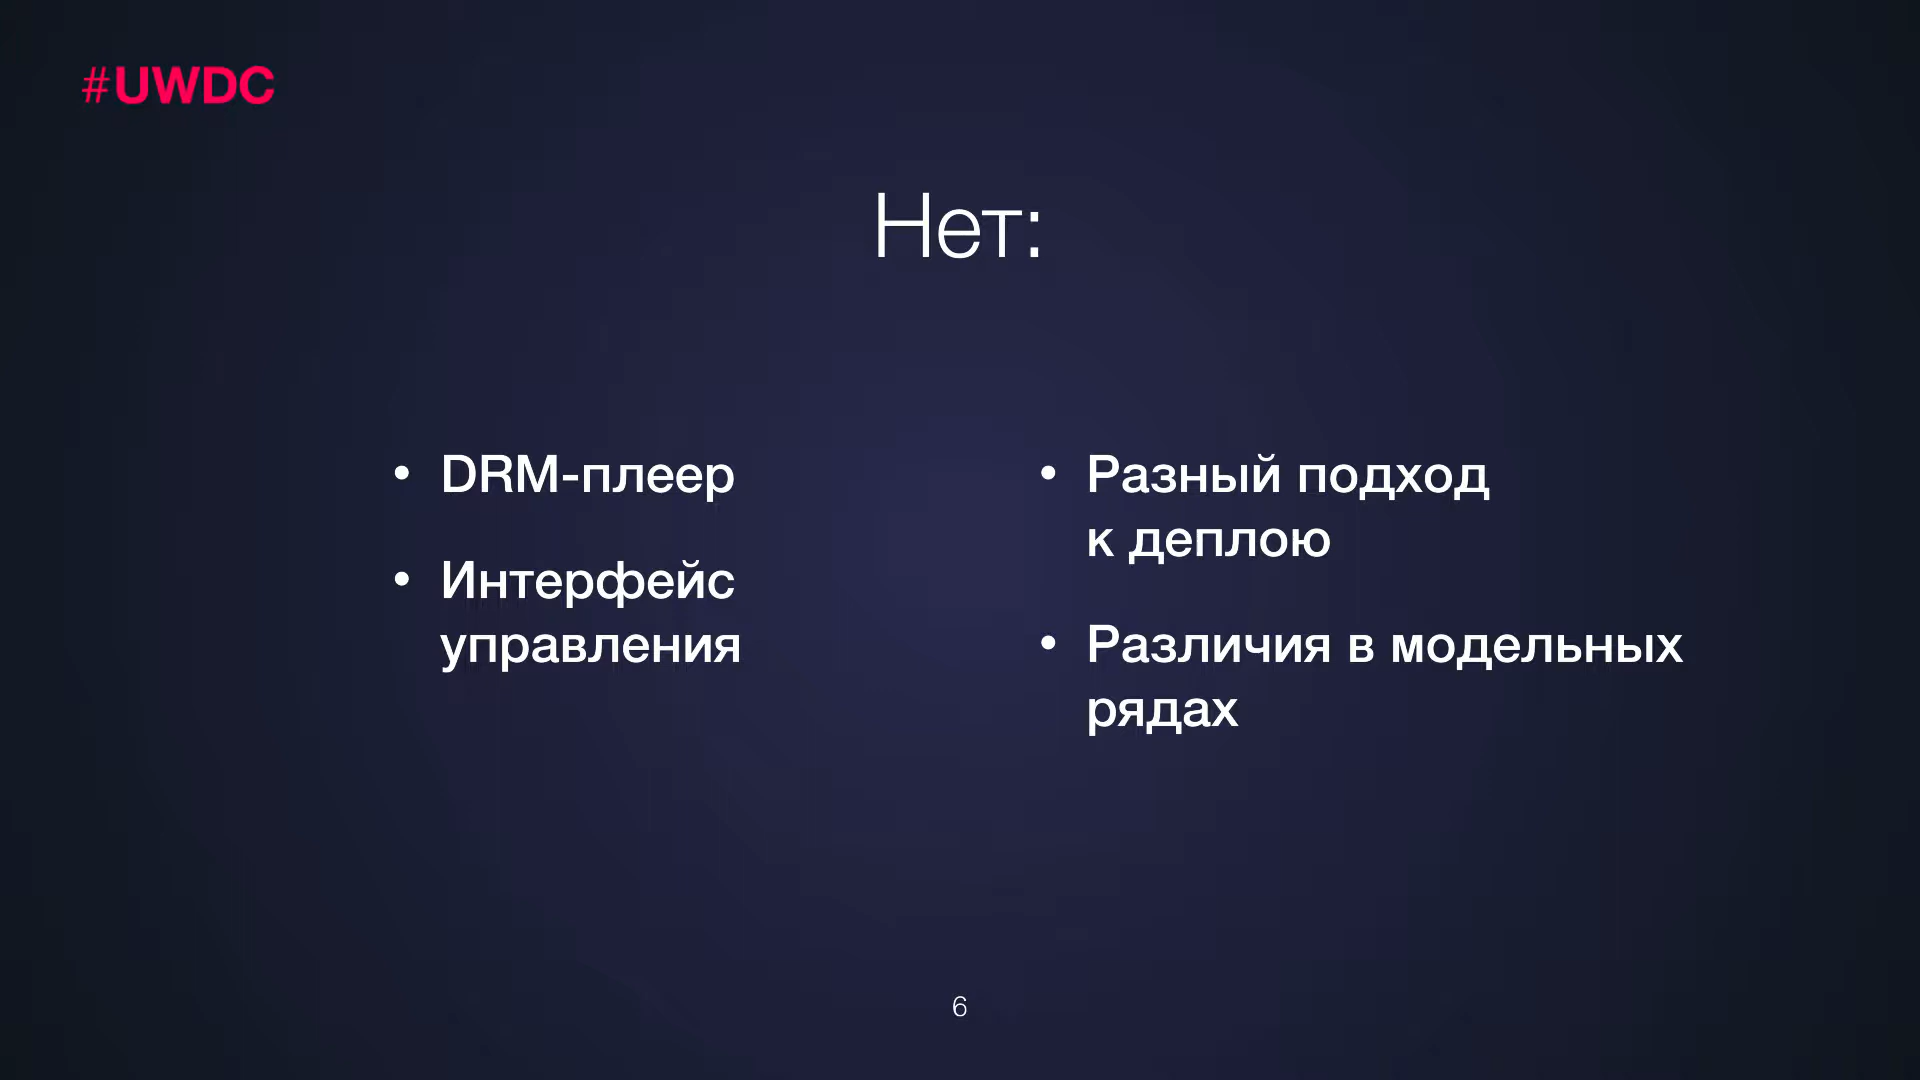 #UWDC
Нет:
• DRM-плеер
• Интерфейс
управления
• Разный подход
к деплою
• Различия в модельных
рядах
6